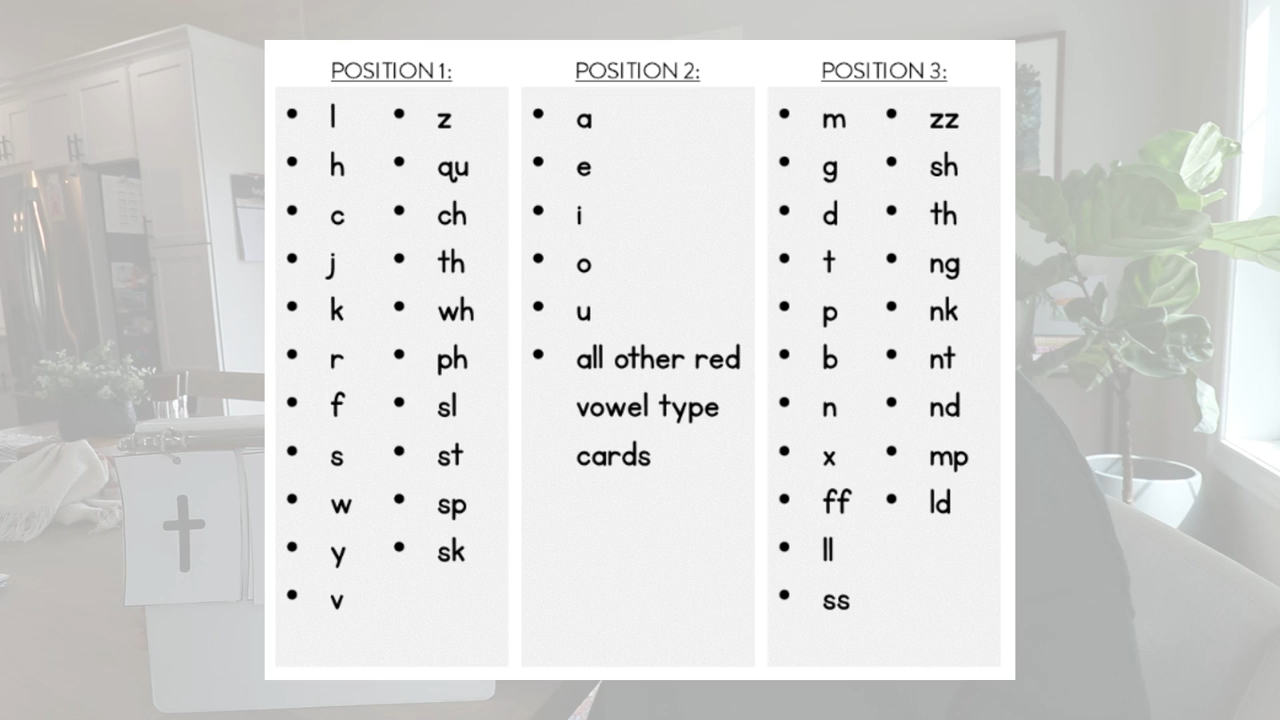 POSITION 1:
l
h
c
j
k
r
f
s
w
y
v
z
qu
ch
th
wh
ph
sl
st
sp
sk
POSITION 2:
a
e
i
o
u
all other red
vowel type
cards
POSITION 3:
m
g
d
t
p
b
n
x
ff
ll
ss
zz
sh
th
ng
nk
nt
nd
mp
ld
t